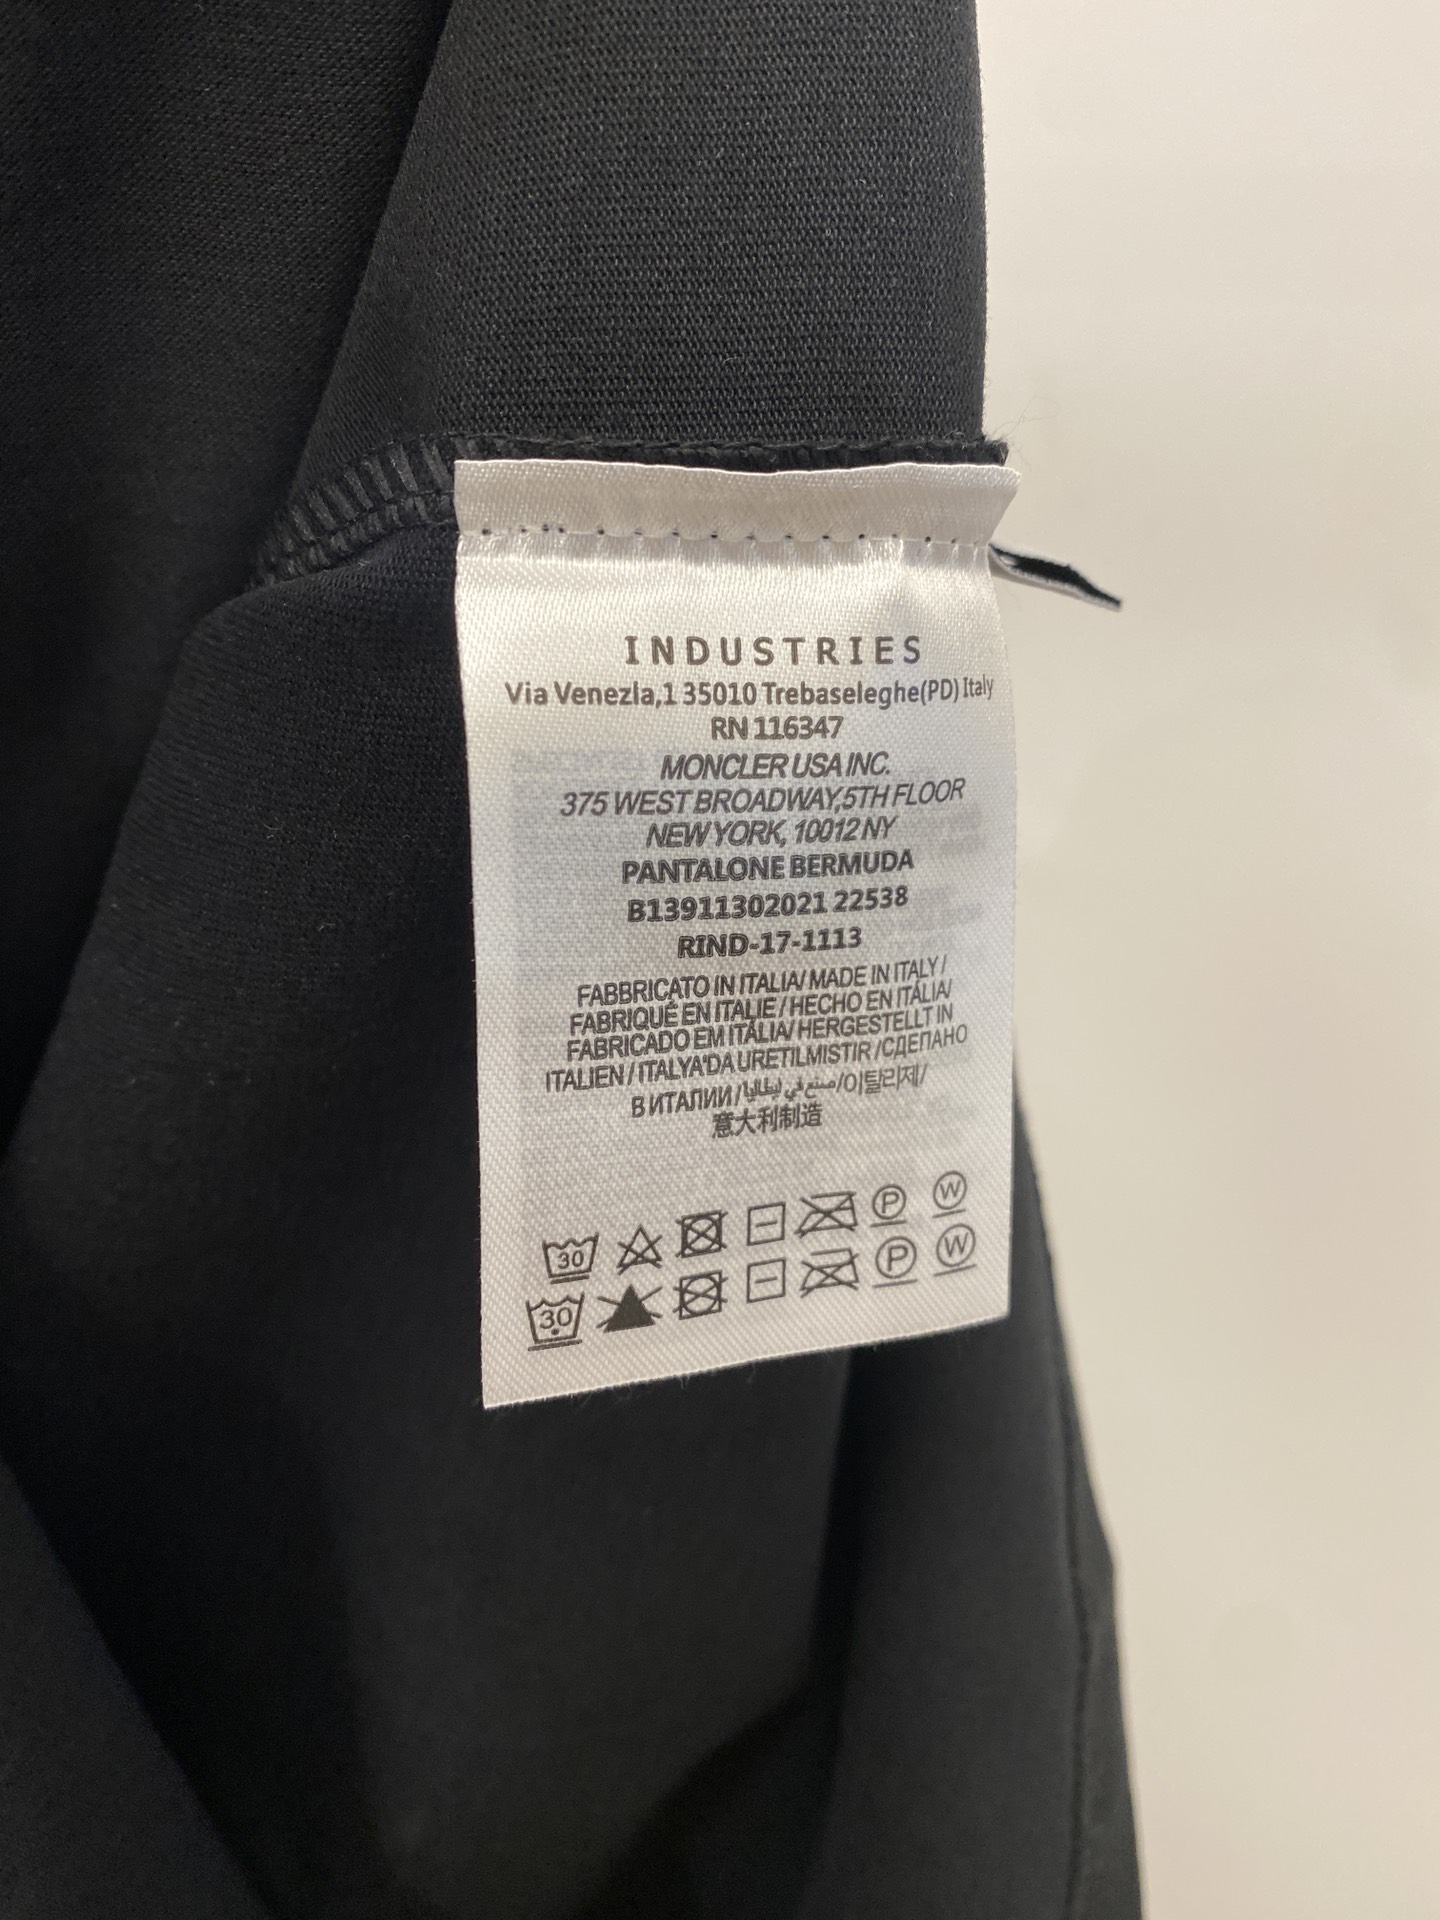 INDUSTRIES
Via Venezia,1 35010 Trebaseleghe(PD) Italy
RN 116347
MONCLER USA INC.
375 WEST BROADWAY,5TH FLOOR
NEW YORK, 10012 NY
PANTALONE BERMUDA
B13911302021 22538
RIND-17-1113
FABBRICATO IN ITALIA/ MADE IN ITALY /
FABRIQUÉ EN ITALIE / HECHO EN ITALIA/
FABRICADO EM ITÁLIA/ HERGESTELLT IN
ITALIEN / ITALYA'DA URETILMISTIR /СДЕПАНО
В ИТАЛИИ /صنع في إيطاليا/이탈리제/
意大利制造
30 P W
30 P W